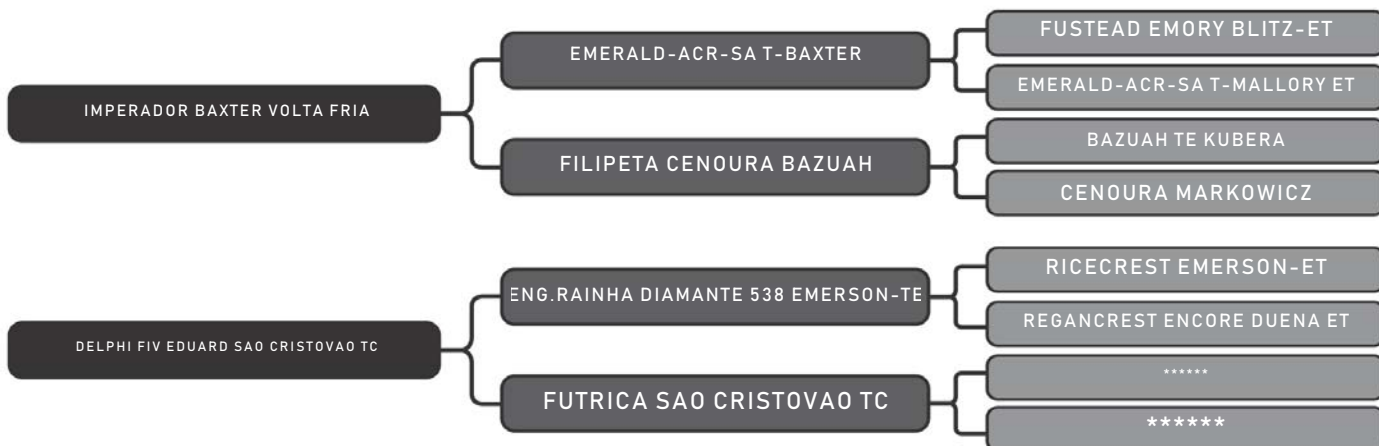 FUSTEAD EMORY BLITZ-ET
EMERALD-ACR-SA T-BAXTER
EMERALD-ACR-SA T-MALLORY ET
IMPERADOR BAXTER VOLTA FRIA
BAZUAH TE KUBERA
FILIPETA CENOURA BAZUAH
CENOURA MARKOWICZ
RICECREST EMERSON-ET
ENG.RAINHA DIAMANTE 538 EMERSON-TE
REGANCREST ENCORE DUENA ET
DELPHI FIV EDUARD SAO CRISTOVAO TC
******
FUTRICA SAO CRISTOVAO TC
******